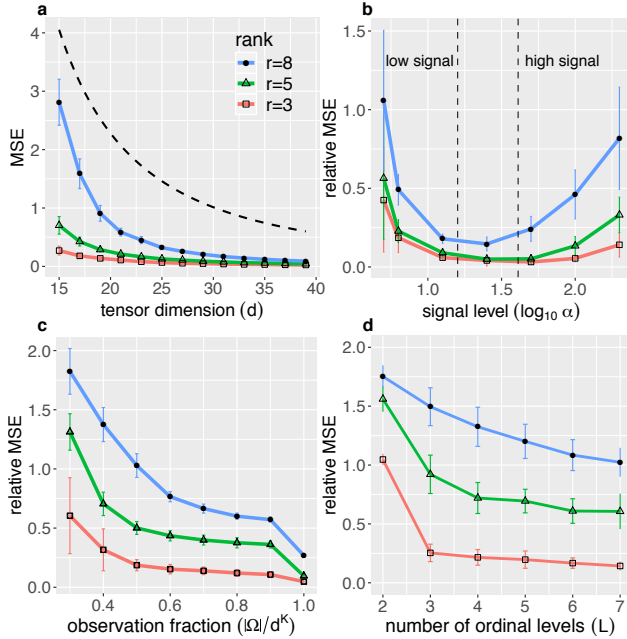 a
rank
r=8
r=5
r=3
MSE
4
3
2
1
0
15 20 25 30 35 40
tensor dimension (d)
b
low signal
high signal
relative MSE
1.5
1.0
0.5
0.0
1.0 1.5 2.0
signal level (log₁₀ α)
c
relative MSE
2.0
1.5
1.0
0.5
0.0
0.4 0.6 0.8 1.0
observation fraction (|Ω|/dᴷ)
d
relative MSE
2.0
1.5
1.0
0.5
0.0
2 3 4 5 6 7
number of ordinal levels (L)